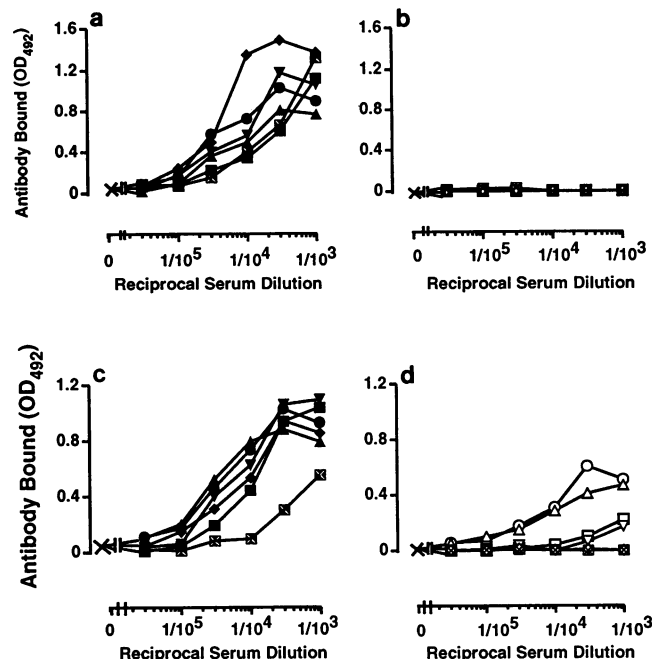 a
b
Antibody Bound (OD492)
1.6
1.2
0.8
0.4
0
1.6
1.2
0.8
0.4
0
0 1/10^5 1/10^4 1/10^3
Reciprocal Serum Dilution
0 1/10^5 1/10^4 1/10^3
Reciprocal Serum Dilution
c
d
Antibody Bound (OD492)
1.2
0.8
0.4
0
1.2
0.8
0.4
0
0 1/10^5 1/10^4 1/10^3
Reciprocal Serum Dilution
0 1/10^5 1/10^4 1/10^3
Reciprocal Serum Dilution